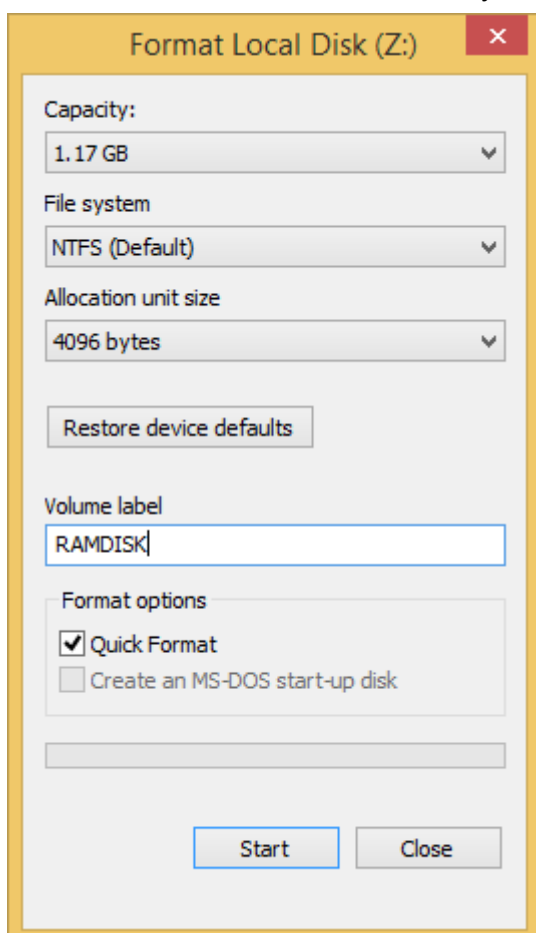 Format Local Disk (Z:)
Capacity:
1.17 GB
File system
NTFS (Default)
Allocation unit size
4096 bytes
Restore device defaults
Volume label
RAMDISK
Format options
Quick Format
Create an MS-DOS start-up disk
Start Close